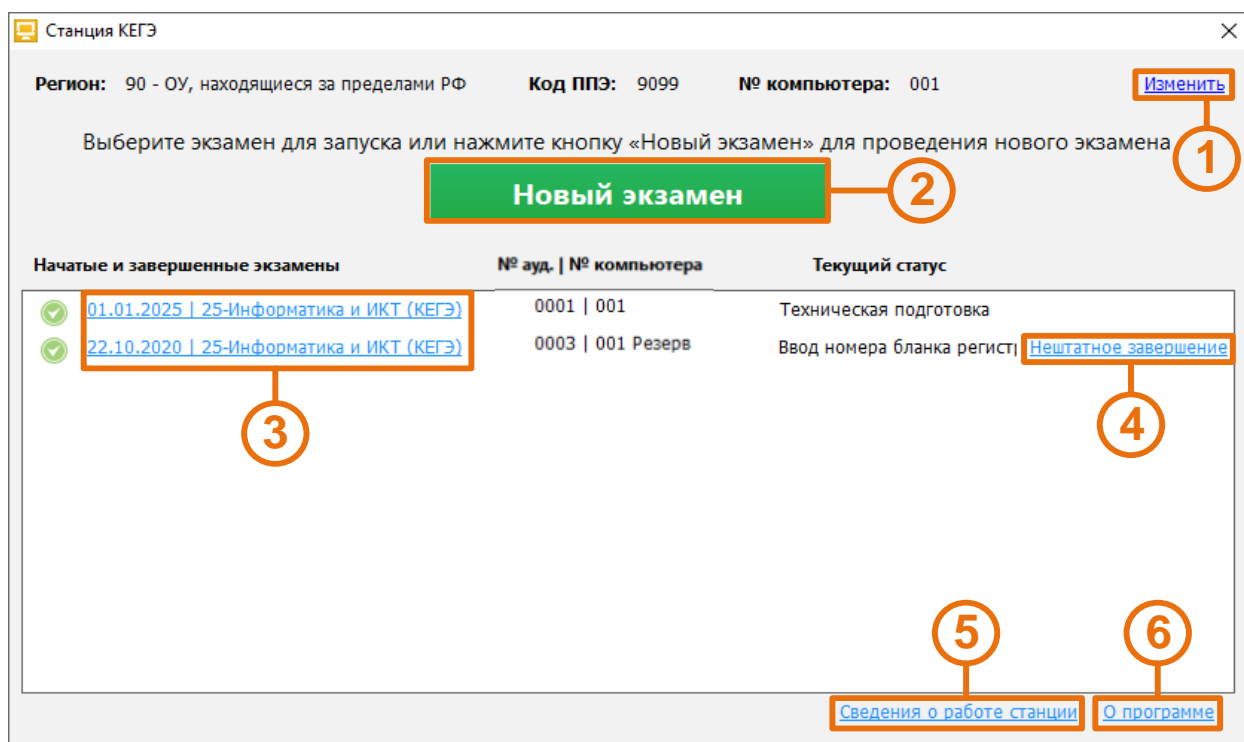 Станция КЕГЭ
Регион: 90 - ОУ, находящиеся за пределами РФ Код ППЭ: 9099 № компьютера: 001 Изменить
Выберите экзамен для запуска или нажмите кнопку «Новый экзамен» для проведения нового экзамена
1
Новый экзамен
2
Начатые и завершенные экзамены № ауд. | № компьютера Текущий статус
01.01.2025 | 25-Информатика и ИКТ (КЕГЭ) 0001 | 001 Техническая подготовка
22.10.2020 | 25-Информатика и ИКТ (КЕГЭ) 0003 | 001 Резерв Ввод номера бланка регистр Нештатное завершение
3
4
5
6
Сведения о работе станции О программе